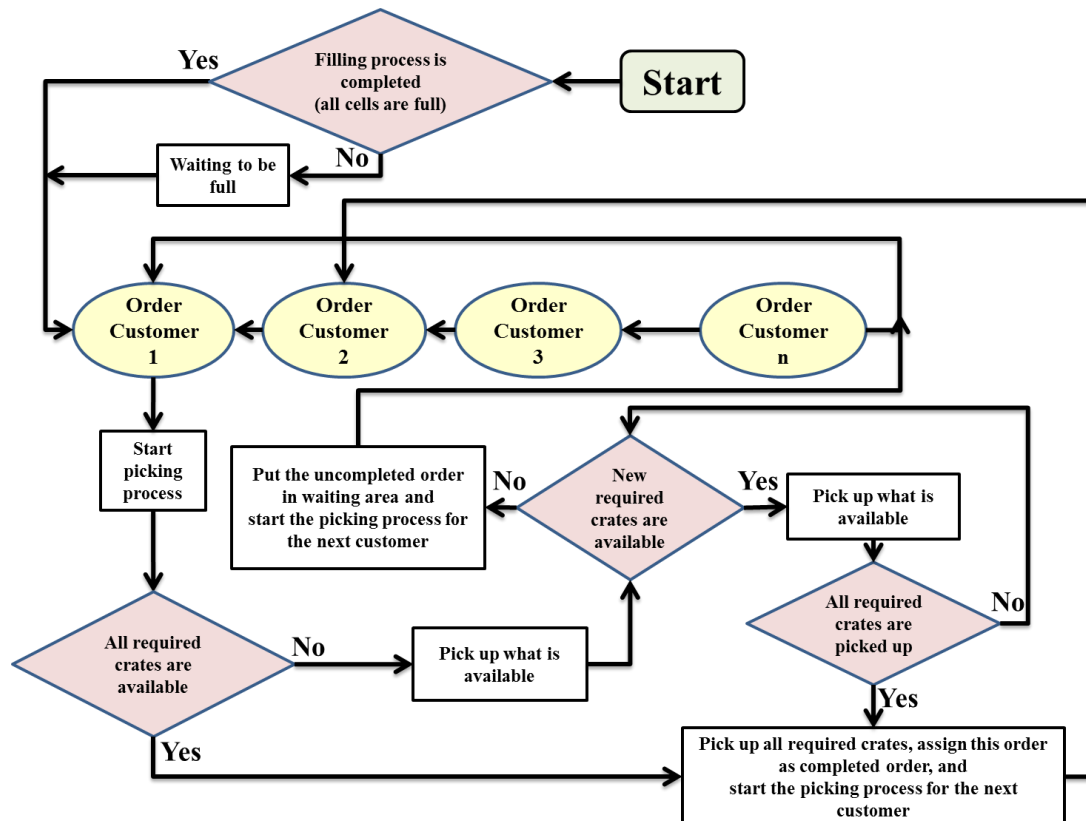 Yes
Filling process is
completed
(all cells are full)
Start
No
Waiting to be
full
Order
Customer
1
Order
Customer
2
Order
Customer
3
Order
Customer
n
Start
picking
process
Put the uncompleted order
in waiting area and
start the picking process for
the next customer
No
New
required
crates are
available
Yes
Pick up what is
available
All required
crates are
available
No
Pick up what is
available
All required
crates are
picked up
No
Yes
Yes
Pick up all required crates, assign this order
as completed order, and
start the picking process for the next
customer